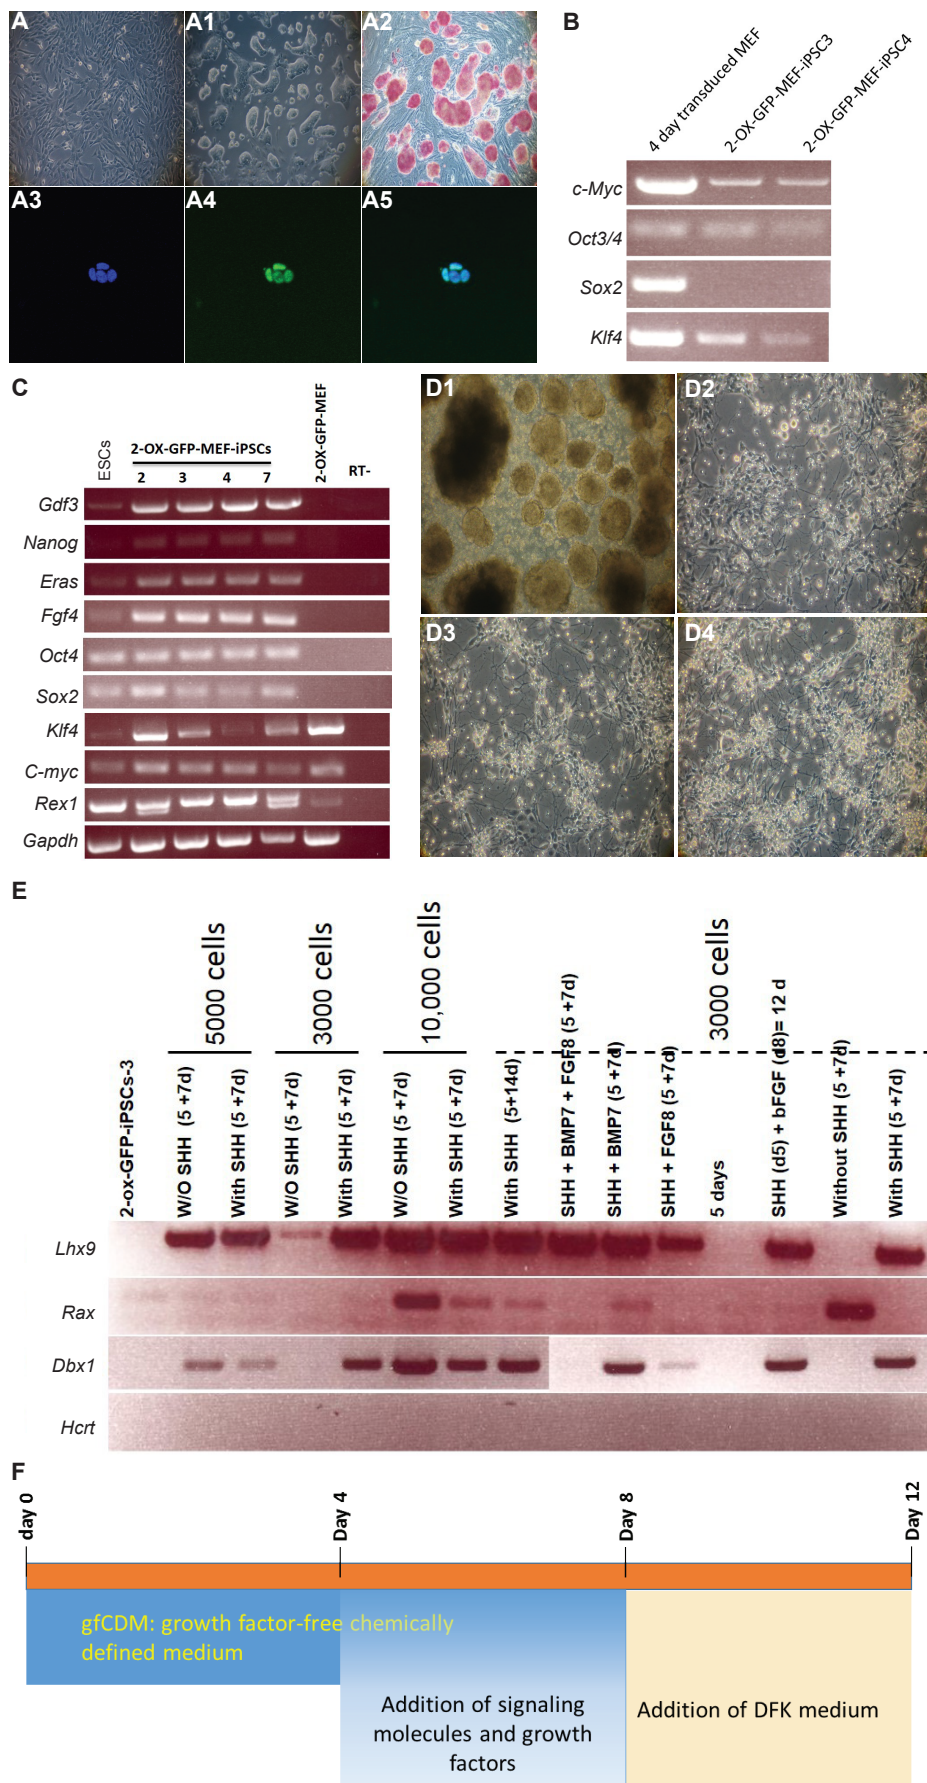 A
A1
A2
A3
A4
A5
B
4 day transduced MEF
2-OX-GFP-MEF-iPSC3
2-OX-GFP-MEF-iPSC4
c-Myc
Oct3/4
Sox2
Klf4
C
ESCs
2-OX-GFP-MEF-iPSCs
2 3 4 7
2-OX-GFP-MEF
RT-
Gdf3
Nanog
Eras
Fgf4
Oct4
Sox2
Klf4
C-myc
Rex1
Gapdh
D1
D2
D3
D4
E
5000 cells
3000 cells
10,000 cells
3000 cells
2-ox-GFP-iPSCs-3
W/O SHH (5 +7d)
With SHH (5 +7d)
W/O SHH (5 +7d)
With SHH (5 +7d)
W/O SHH (5 +7d)
With SHH (5 +7d)
With SHH (5+14d)
SHH + BMP7 + FGF8 (5 +7d)
SHH + BMP7 (5 +7d)
SHH + FGF8 (5 +7d)
5 days
SHH (d5) + bFGF (d8)= 12 d
Without SHH (5 +7d)
With SHH (5 +7d)
Lhx9
Rax
Dbx1
Hcrt
F
day 0
Day 4
Day 8
Day 12
gfCDM: growth factor-free chemically
defined medium
Addition of signaling
molecules and growth
factors
Addition of DFK medium